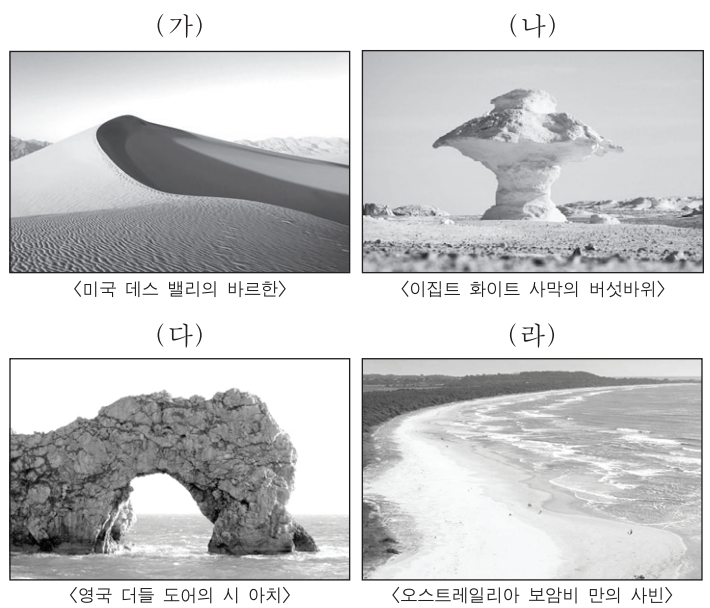 (가)
(나)
<미국 데스 밸리의 바르한>
<이집트 화이트 사막의 버섯바위>
(다)
(라)
<영국 더들 도어의 시 아치>
<오스트레일리아 보암비 만의 사빈>